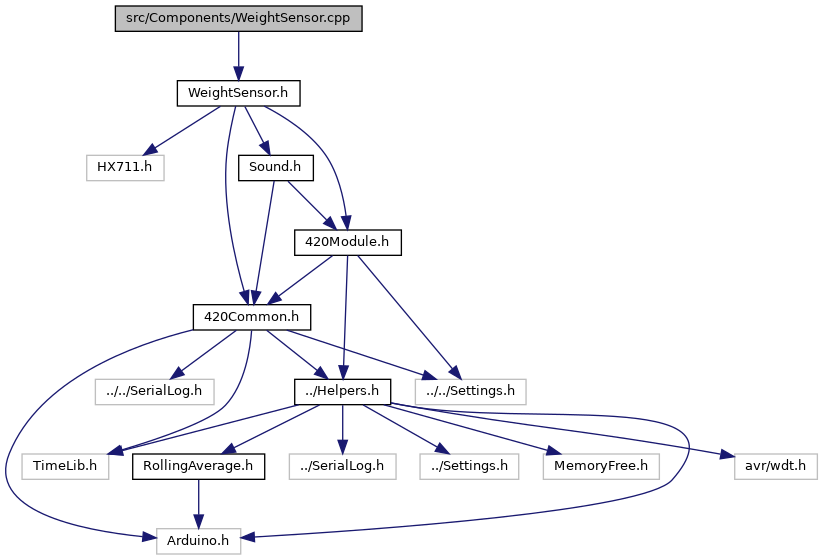 src/Components/WeightSensor.cpp
WeightSensor.h
HX711.h
Sound.h
420Module.h
420Common.h
../../SerialLog.h
../Helpers.h
../../Settings.h
TimeLib.h
RollingAverage.h
../SerialLog.h
../Settings.h
MemoryFree.h
avr/wdt.h
Arduino.h